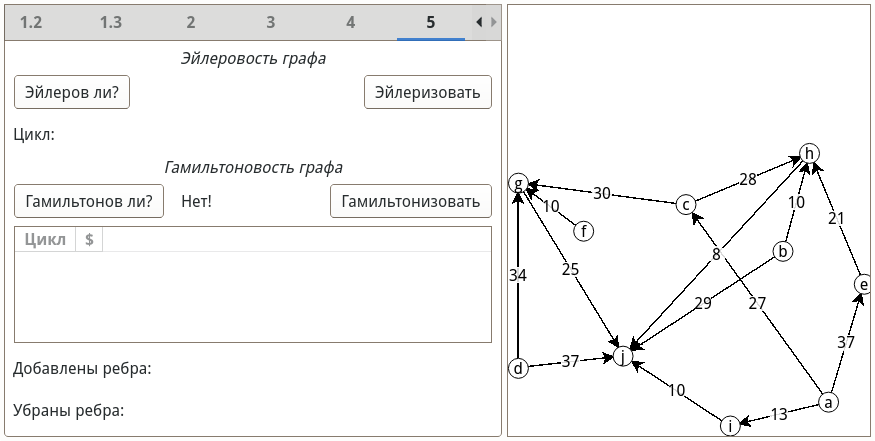 1.2 1.3 2 3 4 5
Эйлеровость графа
Эйлеров ли? Эйлеризовать
Цикл:
Гамильтоновость графа
Гамильтонов ли? Нет! Гамильтонизовать
Цикл $
Добавлены ребра:
Убраны ребра:
h
28
g
30
10
c
10
21
f
b
8
25
34
e
29
27
37
j
37
d
10
a
13
i